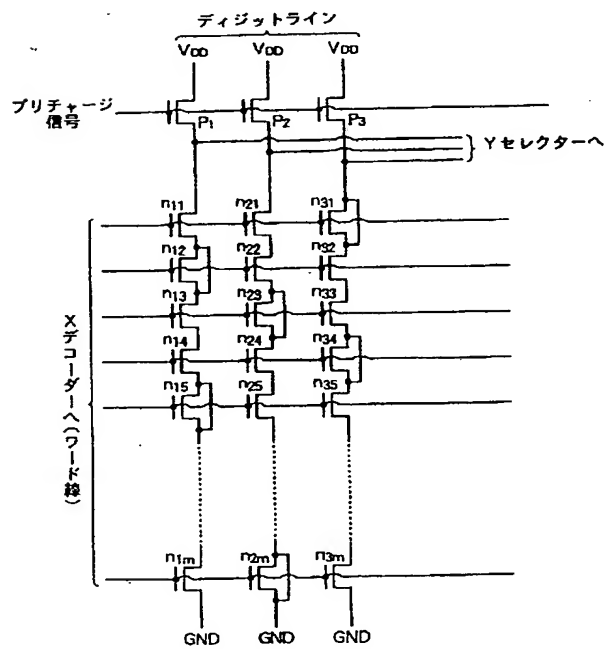 ディジットライン
VDD VDD VDD
プリチャージ
信号
P1 P2 P3
Yセレクターへ
n11 n21 n31
n12 n22 n32
n13 n23 n33
n14 n24 n34
n15 n25 n35
Xデコーダーへ(ワード線)
n1m n2m n3m
GND GND GND